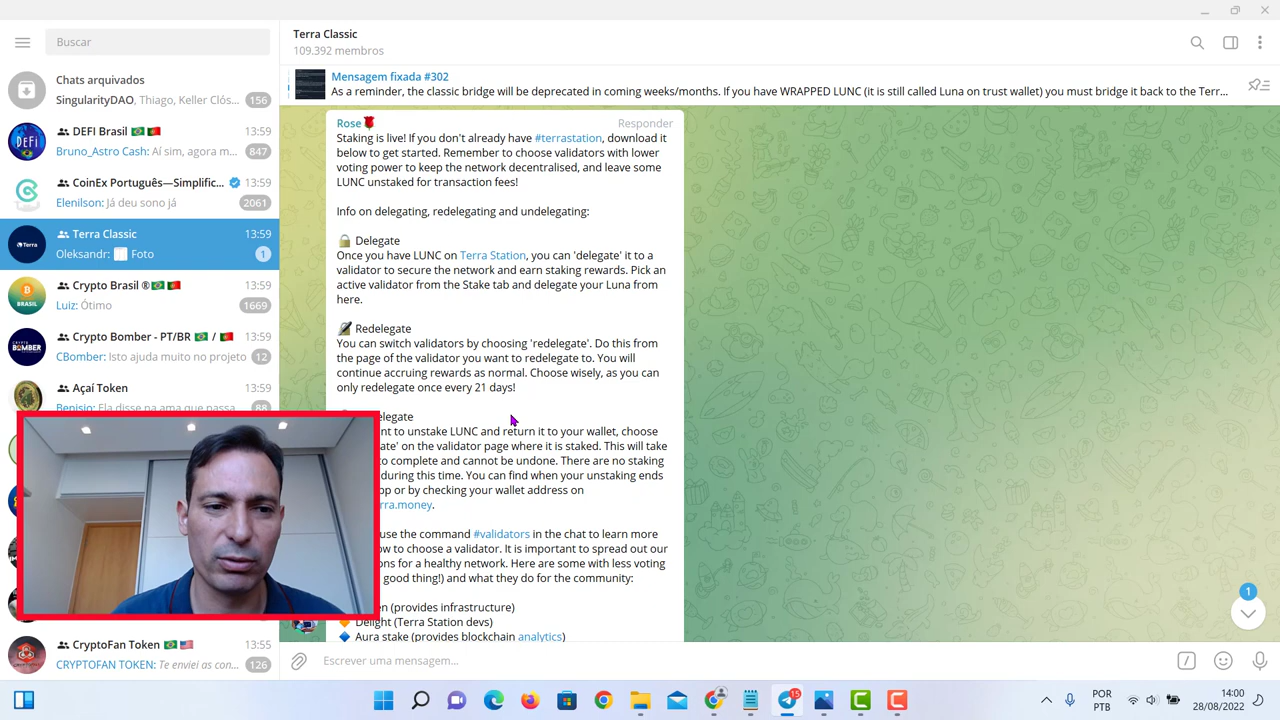 Buscar
Chats arquivados
SingularityDAO, Thiago, Keller Clós... 156
DEFI Brasil 13:59
Bruno_Astro Cash: Aí sim, agora m... 847
CoinEx Português—Simplific... 13:59
Elenilson: Já deu sono já 2061
Terra Classic 13:59
Oleksandr: Foto 1
Crypto Brasil ® 13:59
Luiz: Ótimo 1669
Crypto Bomber - PT/BR / 13:59
CBomber: Isto ajuda muito no projeto 12
Açaí Token 13:59
Benisio: Ela disse na ama que passa 88
CryptoFan Token 13:55
CRYPTOFAN TOKEN: Te enviei as con... 126
Terra Classic
109.392 membros
Mensagem fixada #302
As a reminder, the classic bridge will be deprecated in coming weeks/months. If you have WRAPPED LUNC (it is still called Luna on trust wallet) you must bridge it back to the Terr...
Rose Responder
Staking is live! If you don't already have #terrastation, download it
below to get started. Remember to choose validators with lower
voting power to keep the network decentralised, and leave some
LUNC unstaked for transaction fees!
Info on delegating, redelegating and undelegating:
Delegate
Once you have LUNC on Terra Station, you can 'delegate' it to a
validator to secure the network and earn staking rewards. Pick an
active validator from the Stake tab and delegate your Luna from
here.
Redelegate
You can switch validators by choosing 'redelegate'. Do this from
the page of the validator you want to redelegate to. You will
continue accruing rewards as normal. Choose wisely, as you can
only redelegate once every 21 days!
elegate
nt to unstake LUNC and return it to your wallet, choose
ate' on the validator page where it is staked. This will take
to complete and cannot be undone. There are no staking
during this time. You can find when your unstaking ends
pp or by checking your wallet address on
rra.money.
use the command #validators in the chat to learn more
ow to choose a validator. It is important to spread out our
ons for a healthy network. Here are some with less voting
good thing!) and what they do for the community:
en (provides infrastructure)
Delight (Terra Station devs)
Aura stake (provides blockchain analytics)
1
Escrever uma mensagem...
15
POR
PTB
14:00
28/08/2022